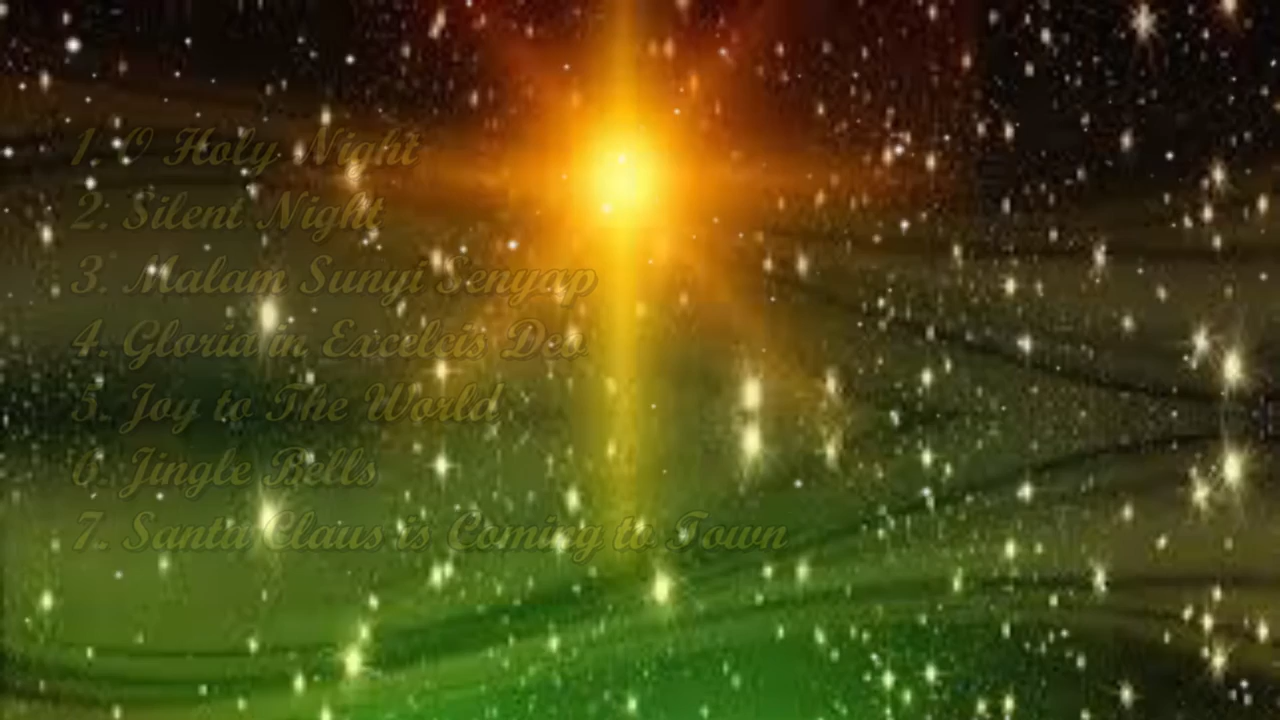 1. O Holy Night
2. Silent Night
3. Malam Sunyi Senyap
4. Gloria in Excelcis Deo
5. Joy to The World
6. Jingle Bells
7. Santa Claus is Coming to Town